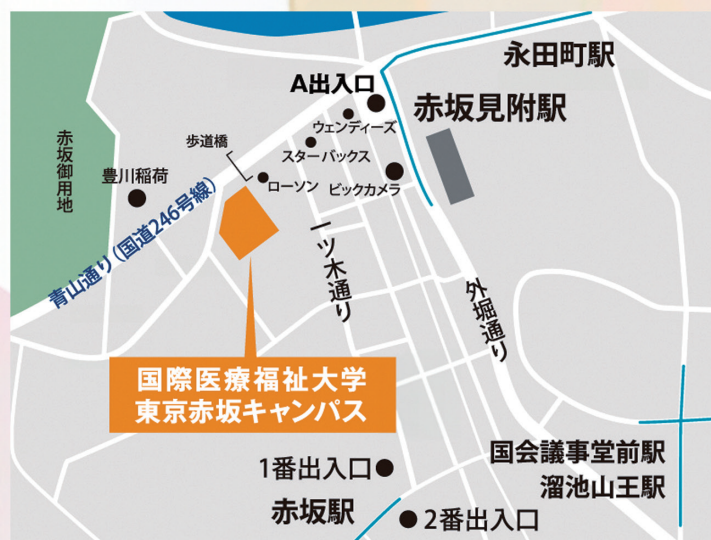 永田町駅
A出入口
赤坂見附駅
ウェンディーズ
歩道橋
スターバックス
赤坂御用地
豊川稲荷
ローソン
ビックカメラ
青山通り(国道246号線)
一ツ木通り
外堀通り
国際医療福祉大学
東京赤坂キャンパス
国会議事堂前駅
1番出入口
溜池山王駅
赤坂駅
2番出入口